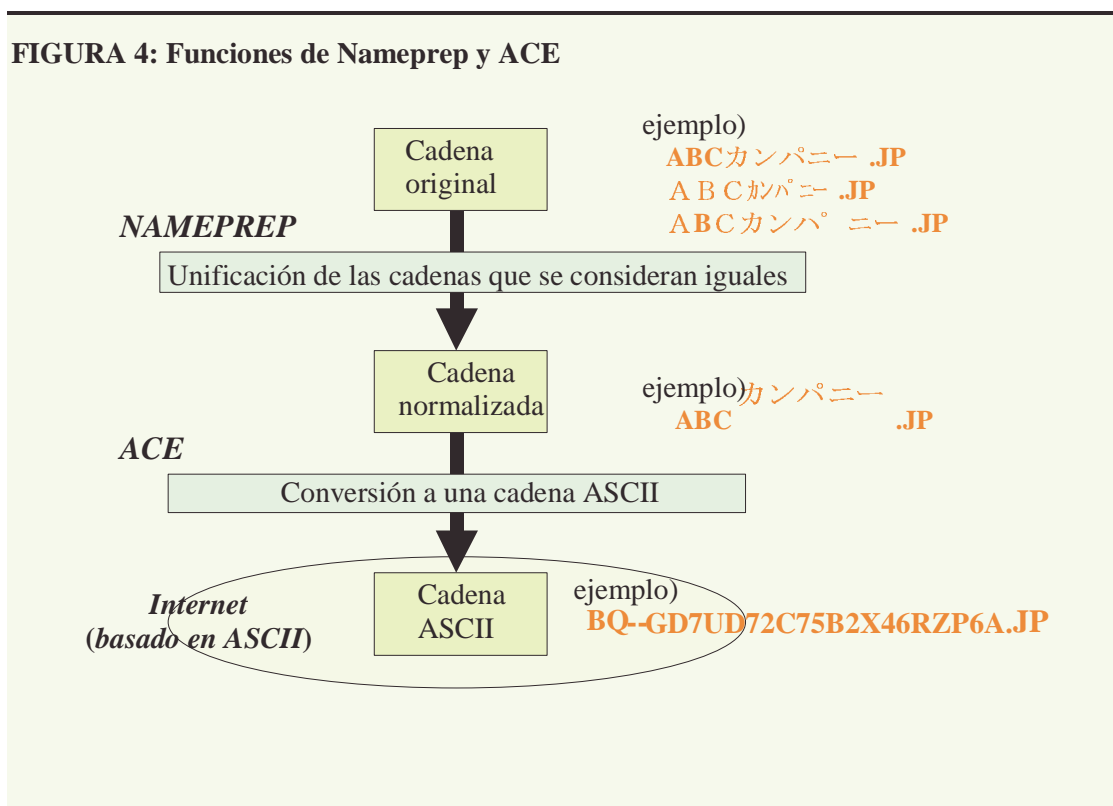 FIGURA 4: Funciones de Nameprep y ACE
Cadena
original
ejemplo)
ABCカンパニー .JP
ＡＢＣｶﾝﾊﾟﾆｰ .JP
ＡBＣカンハ゜ニー .JP
NAMEPREP
Unificación de las cadenas que se consideran iguales
Cadena
normalizada
ejemplo)カンパニー
ABC .JP
ACE
Conversión a una cadena ASCII
Internet
(basado en ASCII)
Cadena
ASCII
ejemplo)
BQ--GD7UD72C75B2X46RZP6A.JP